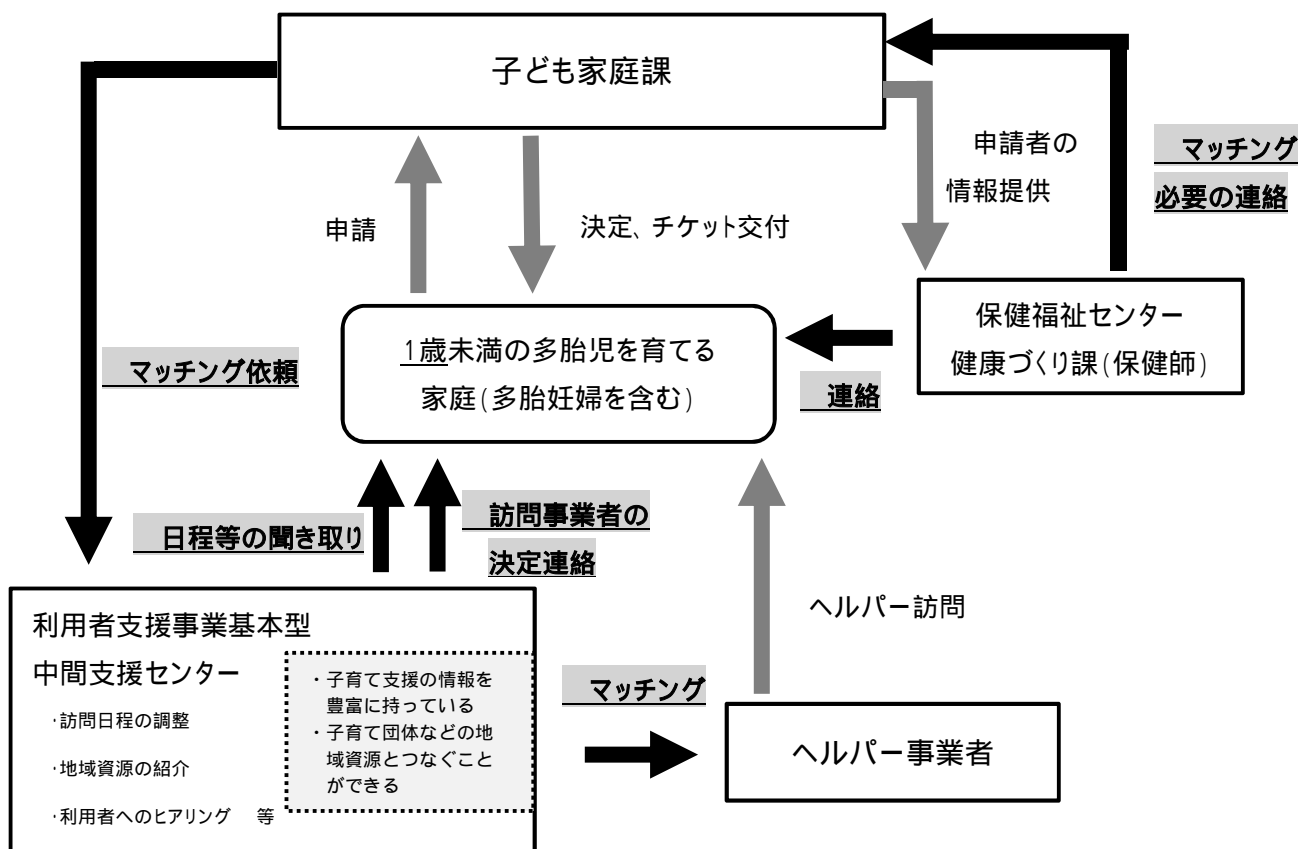 子ども家庭課
申請者の
情報提供
マッチング
必要の連絡
申請
決定、チケット交付
保健福祉センター
健康づくり課(保健師)
1歳未満の多胎児を育てる
家庭(多胎妊婦を含む)
マッチング依頼
連絡
日程等の聞き取り
訪問事業者の
決定連絡
ヘルパー訪問
利用者支援事業基本型
中間支援センター
・訪問日程の調整
・地域資源の紹介
・利用者へのヒアリング 等
・子育て支援の情報を
豊富に持っている
・子育て団体などの地
域資源とつなぐこと
ができる
マッチング
ヘルパー事業者